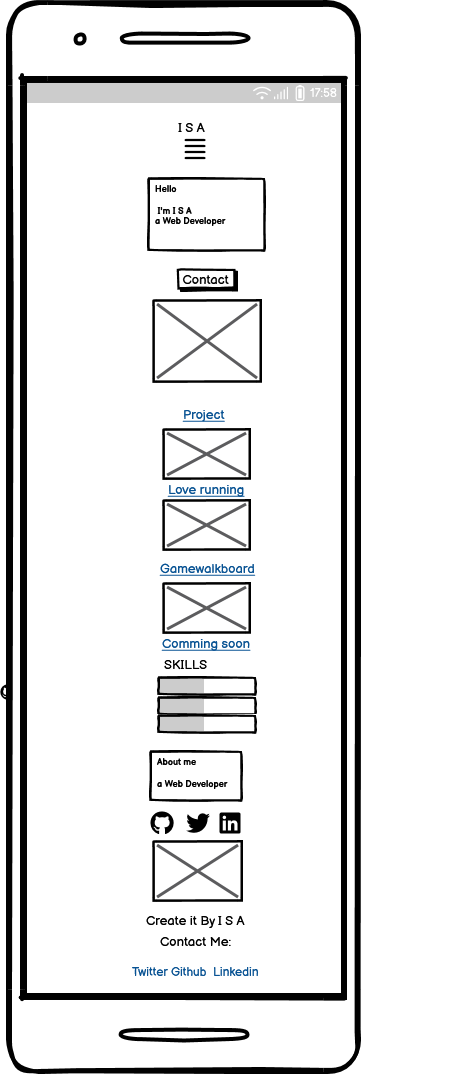 17:58
I S A
Hello
I'm I S A
a Web Developer
Contact
Project
Love running
Gamewalkboard
Comming soon
SKILLS
About me
a Web Developer
in
Create it By I S A
Contact Me:
Twitter Github Linkedin